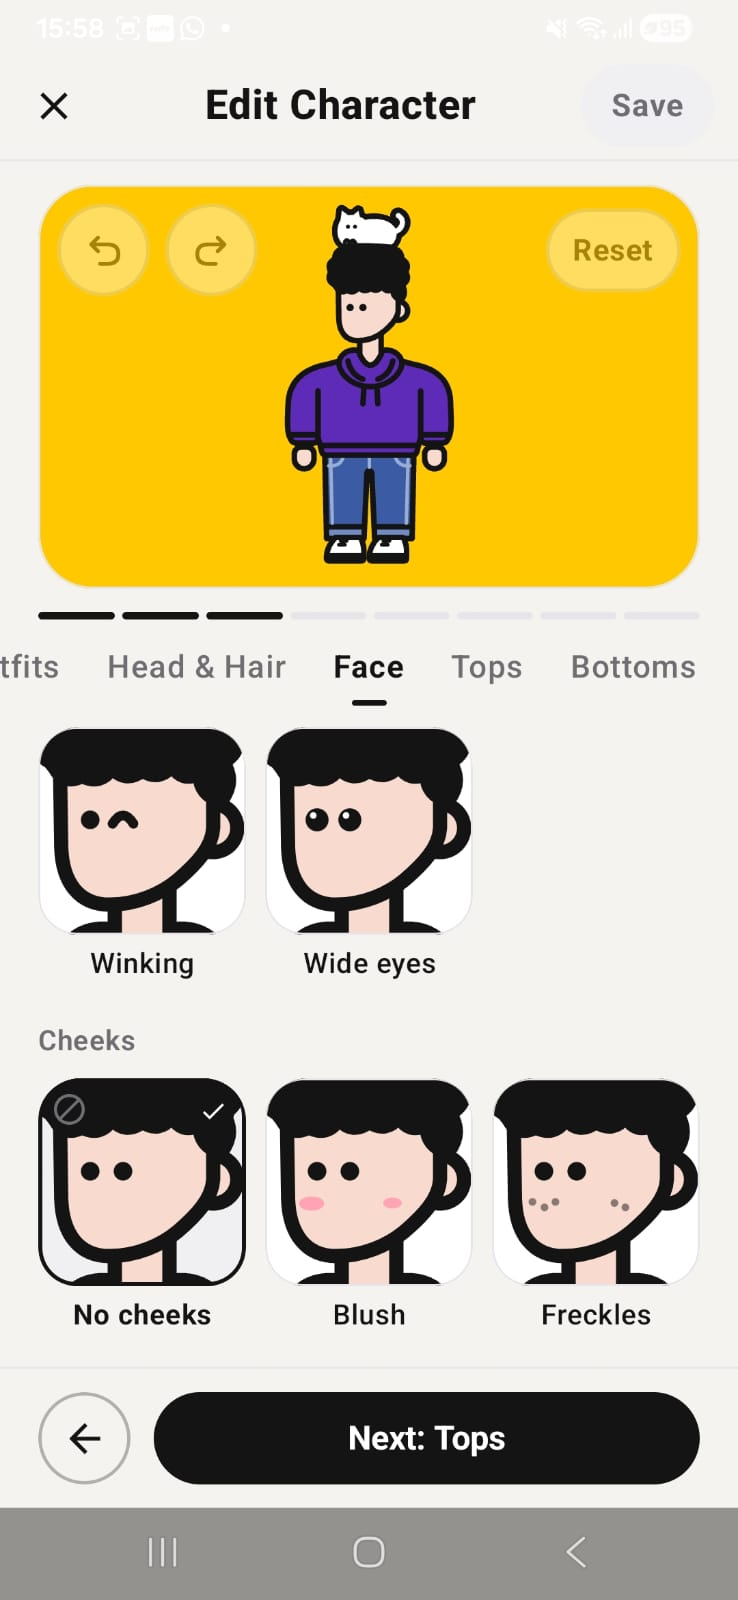 15:58
95
Edit Character
Save
Reset
tfits Head & Hair Face Tops Bottoms
Winking Wide eyes
Cheeks
No cheeks Blush Freckles
Next: Tops